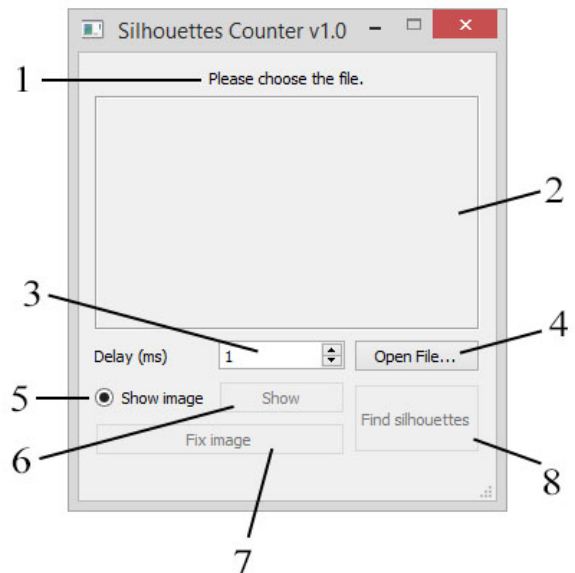 Silhouettes Counter v1.0
1
Please choose the file.
2
3
4
Delay (ms)
1
Open File...
5
Show image
Show
Find silhouettes
6
Fix image
8
7